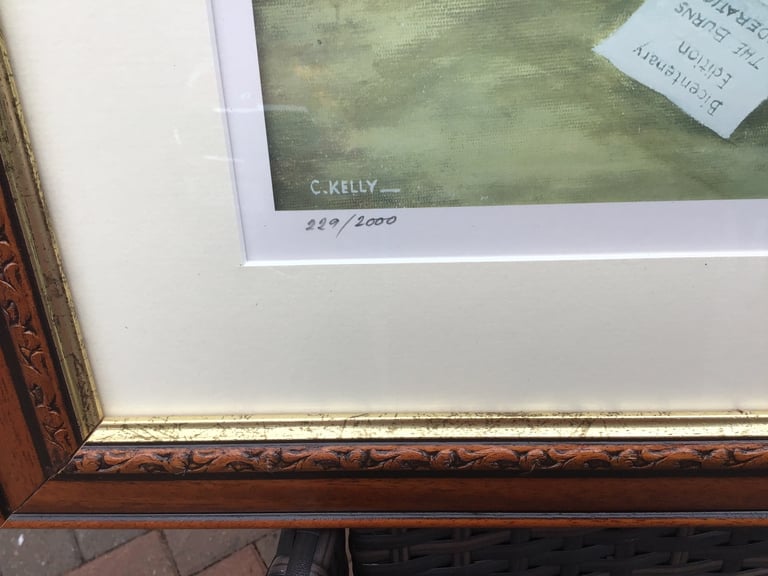 Bicentenary
Edition
THE BURNS
C.KELLY
229/2000